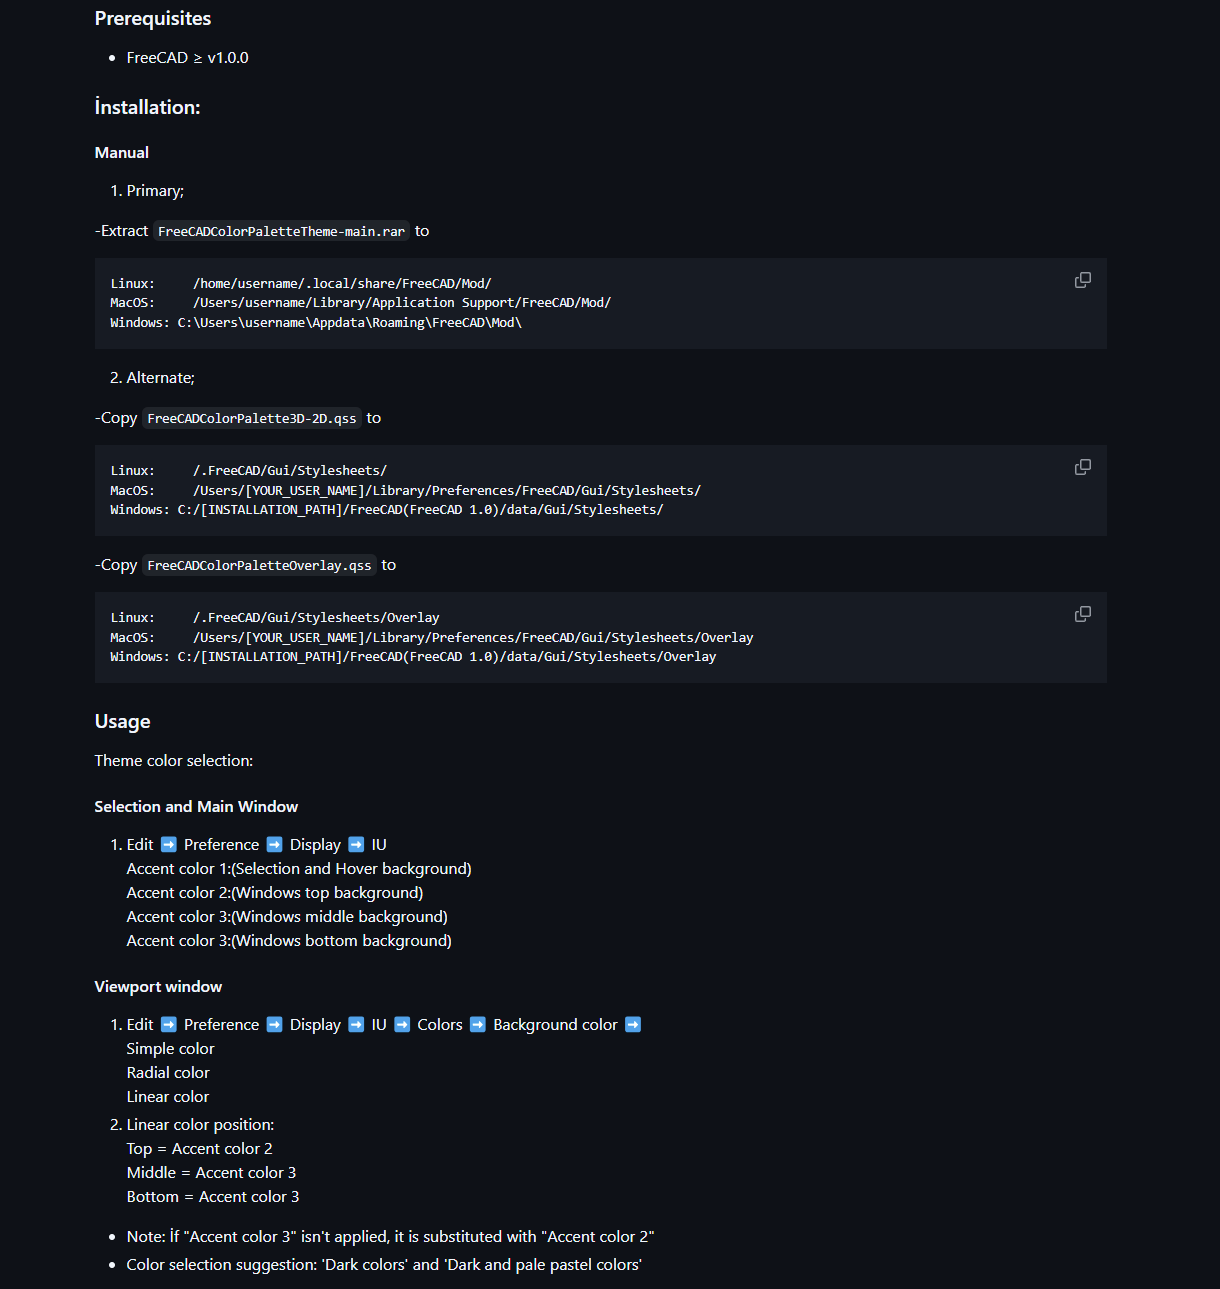 Prerequisites
• FreeCAD ≥ v1.0.0
İnstallation:
Manual
1. Primary;
-Extract FreeCADColorPaletteTheme-main.rar to
Linux:     /home/username/.local/share/FreeCAD/Mod/
MacOS:     /Users/username/Library/Application Support/FreeCAD/Mod/
Windows: C:\Users\username\Appdata\Roaming\FreeCAD\Mod\
2. Alternate;
-Copy FreeCADColorPalette3D-2D.qss to
Linux:     /.FreeCAD/Gui/Stylesheets/
MacOS:     /Users/[YOUR_USER_NAME]/Library/Preferences/FreeCAD/Gui/Stylesheets/
Windows: C:/[INSTALLATION_PATH]/FreeCAD(FreeCAD 1.0)/data/Gui/Stylesheets/
-Copy FreeCADColorPaletteOverlay.qss to
Linux:     /.FreeCAD/Gui/Stylesheets/Overlay
MacOS:     /Users/[YOUR_USER_NAME]/Library/Preferences/FreeCAD/Gui/Stylesheets/Overlay
Windows: C:/[INSTALLATION_PATH]/FreeCAD(FreeCAD 1.0)/data/Gui/Stylesheets/Overlay
Usage
Theme color selection:
Selection and Main Window
1. Edit ➡️ Preference ➡️ Display ➡️ IU
Accent color 1:(Selection and Hover background)
Accent color 2:(Windows top background)
Accent color 3:(Windows middle background)
Accent color 3:(Windows bottom background)
Viewport window
1. Edit ➡️ Preference ➡️ Display ➡️ IU ➡️ Colors ➡️ Background color ➡️
Simple color
Radial color
Linear color
2. Linear color position:
Top = Accent color 2
Middle = Accent color 3
Bottom = Accent color 3
• Note: İf "Accent color 3" isn't applied, it is substituted with "Accent color 2"
• Color selection suggestion: 'Dark colors' and 'Dark and pale pastel colors'